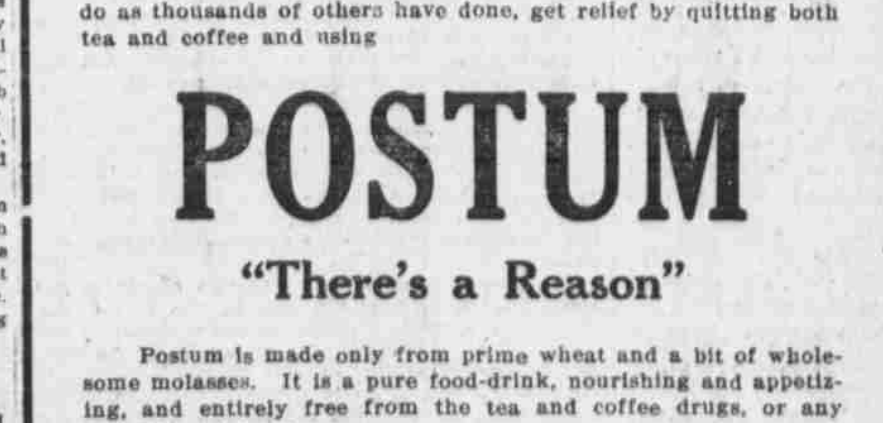 do as thousands of others have done, get relief by quitting both
tea and coffee and using
POSTUM
"There's a Reason"
Postum is made only from prime wheat and a bit of whole-
some molasses. It is a pure food-drink, nourishing and appetiz-
ing, and entirely free from the tea and coffee drugs, or any